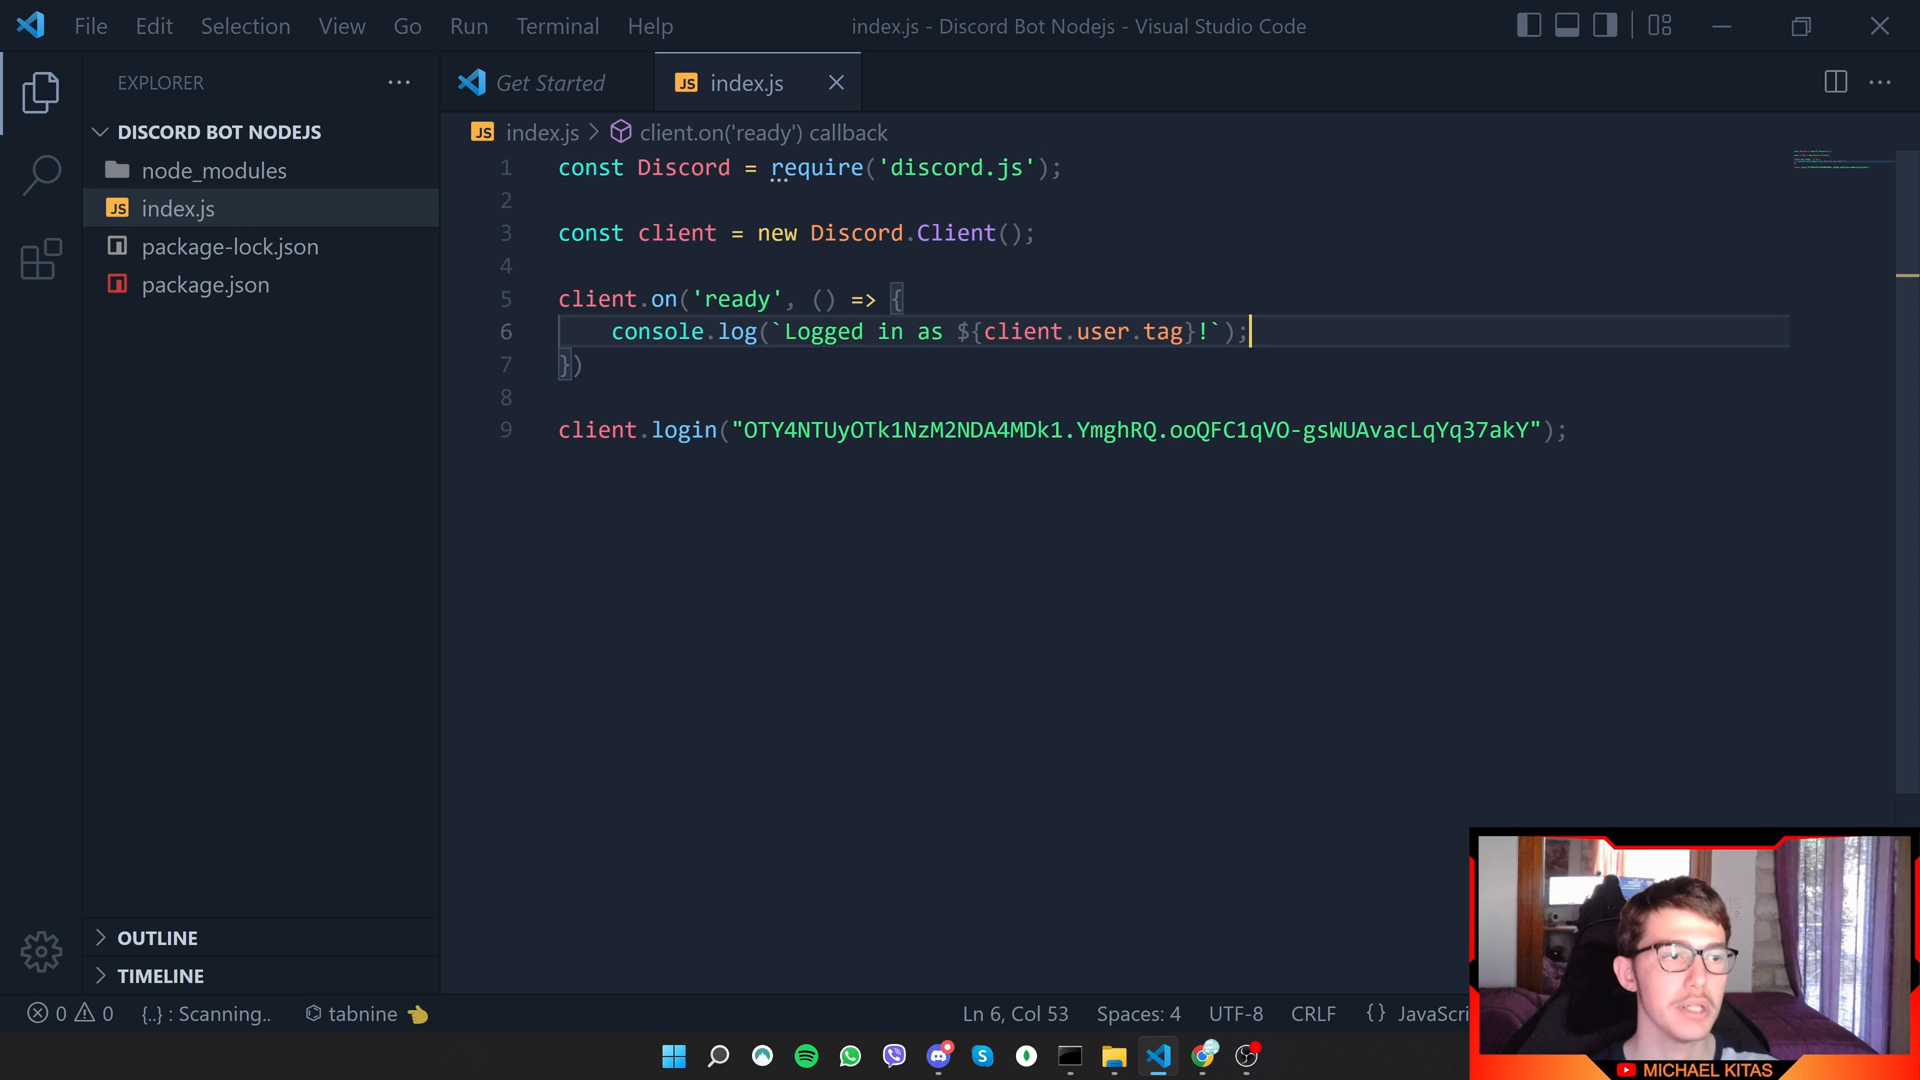 File Edit Selection View Go Run Terminal Help
index.js - Discord Bot Nodejs - Visual Studio Code
EXPLORER
DISCORD BOT NODEJS
node_modules
JS index.js
package-lock.json
package.json
OUTLINE
TIMELINE
Get Started
JS index.js
JS index.js > client.on('ready') callback
1 const Discord = require('discord.js');
2
3 const client = new Discord.Client();
4
5 client.on('ready', () => {
6 console.log(`Logged in as ${client.user.tag}!`);
7 })
8
9 client.login("OTY4NTUyOTk1NzM2NDA4MDk1.YmghRQ.ooQFC1qVO-gsWUAvacLqYq37akY");
0 0 {..} : Scanning.. tabnine
Ln 6, Col 53 Spaces: 4 UTF-8 CRLF {} JavaScri
MICHAEL KITAS